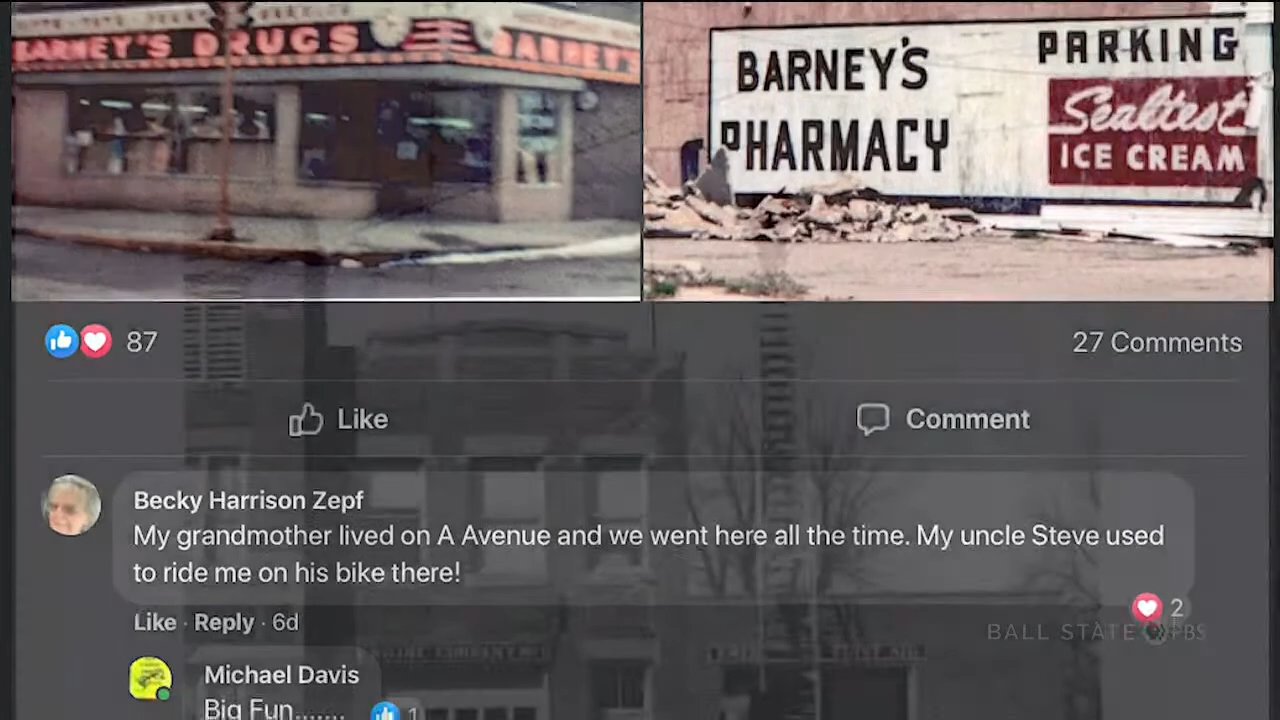 BARNEY'S DRUGS
BARNEY'S
BARNEY'S
PHARMACY
PARKING
Sealtest
ICE CREAM
87
27 Comments
Like
Comment
Becky Harrison Zepf
My grandmother lived on A Avenue and we went here all the time. My uncle Steve used
to ride me on his bike there!
Like · Reply · 6d
2
BALL STATE PBS
Michael Davis
Big Fun.......
1